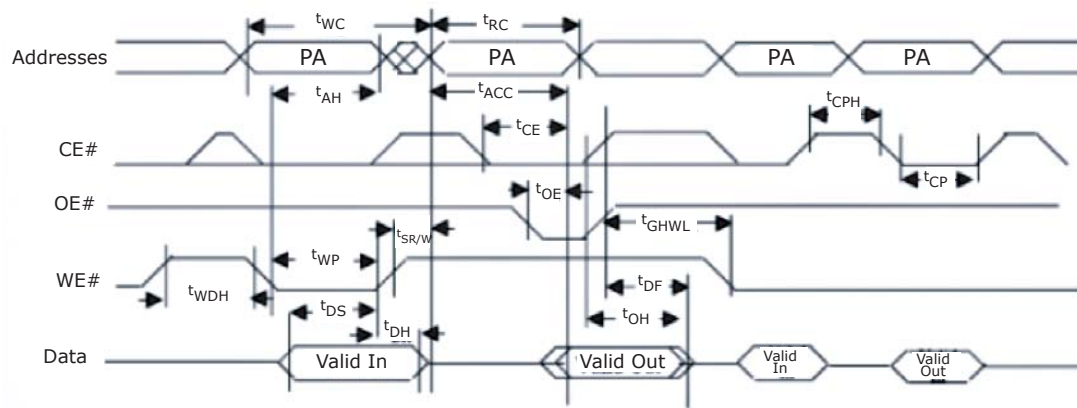 tWC
tRC
Addresses
PA
PA
PA
PA
tAH
tACC
tCPH
tCE
CE#
tCP
tOE
OE#
tSR/W
tGHWL
tWP
WE#
tWDH
tDF
tDS
tOH
tDH
Data
Valid In
Valid Out
Valid
In
Valid
Out